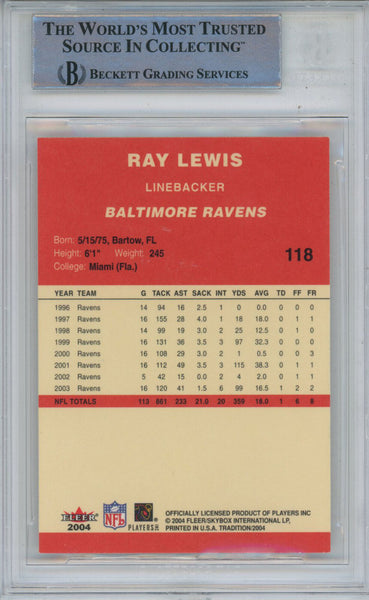 THE WORLD'S MOST TRUSTED
SOURCE IN COLLECTING™
BECKETT GRADING SERVICES
RAY LEWIS
LINEBACKER
BALTIMORE RAVENS
Born: 5/15/75, Bartow, FL
Height: 6'1" Weight: 245 118
College: Miami (Fla.)
YEAR TEAM G TACK AST SACK INT YDS AVG TD FF FR
1996 Ravens 14 94 16 2.5 1 0 0.0 0 0 0
1997 Ravens 16 155 28 4.0 1 18 18.0 0 1 1
1998 Ravens 14 99 19 3.0 2 25 12.5 0 1 0
1999 Ravens 16 131 36 3.5 3 97 32.3 0 0 0
2000 Ravens 16 108 29 3.0 2 1 0.5 0 0 3
2001 Ravens 16 112 49 3.5 3 115 38.3 0 1 1
2002 Ravens 5 42 15 0.0 2 4 2.0 0 1 1
2003 Ravens 16 120 41 1.5 6 99 16.5 1 2 2
NFL TOTALS 113 861 233 21.0 20 359 18.0 1 6 8
FLEER
2004
NFL
PLAYERS INC
OFFICIALLY LICENSED PRODUCT OF PLAYERS INC
© 2004 FLEER/SKYBOX INTERNATIONAL LP,
PRINTED IN U.S.A. TRADITION/2004